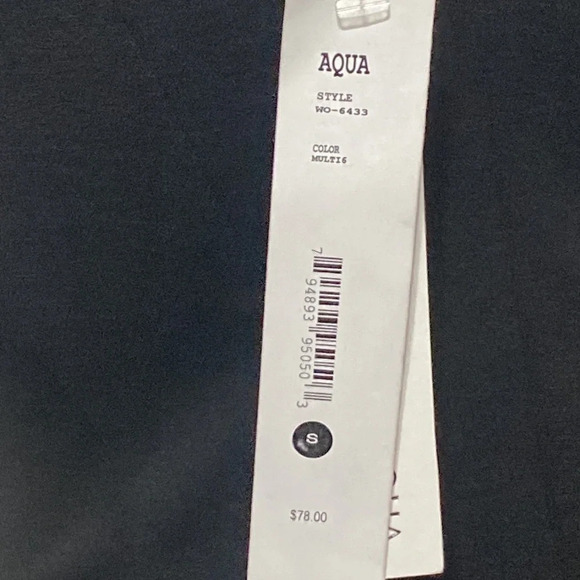 AQUA
STYLE
WO-6433
COLOR
MULTI6
7 94893 95050 3
S
$78.00